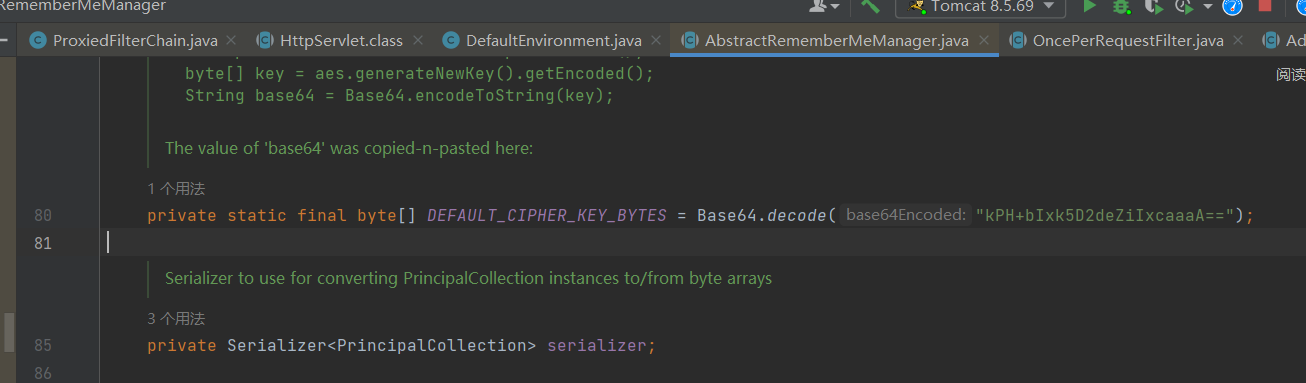 RememberMeManager
Tomcat 8.5.69
ProxiedFilterChain.java
HttpServlet.class
DefaultEnvironment.java
AbstractRememberMeManager.java
OncePerRequestFilter.java
Ad
阅读
byte[] key = aes.generateNewKey().getEncoded();
String base64 = Base64.encodeToString(key);
The value of 'base64' was copied-n-pasted here:
1 个用法
80 private static final byte[] DEFAULT_CIPHER_KEY_BYTES = Base64.decode( base64Encoded: "kPH+bIxk5D2deZiIxcaaaA==");
81
Serializer to use for converting PrincipalCollection instances to/from byte arrays
3 个用法
85 private Serializer<PrincipalCollection> serializer;
86